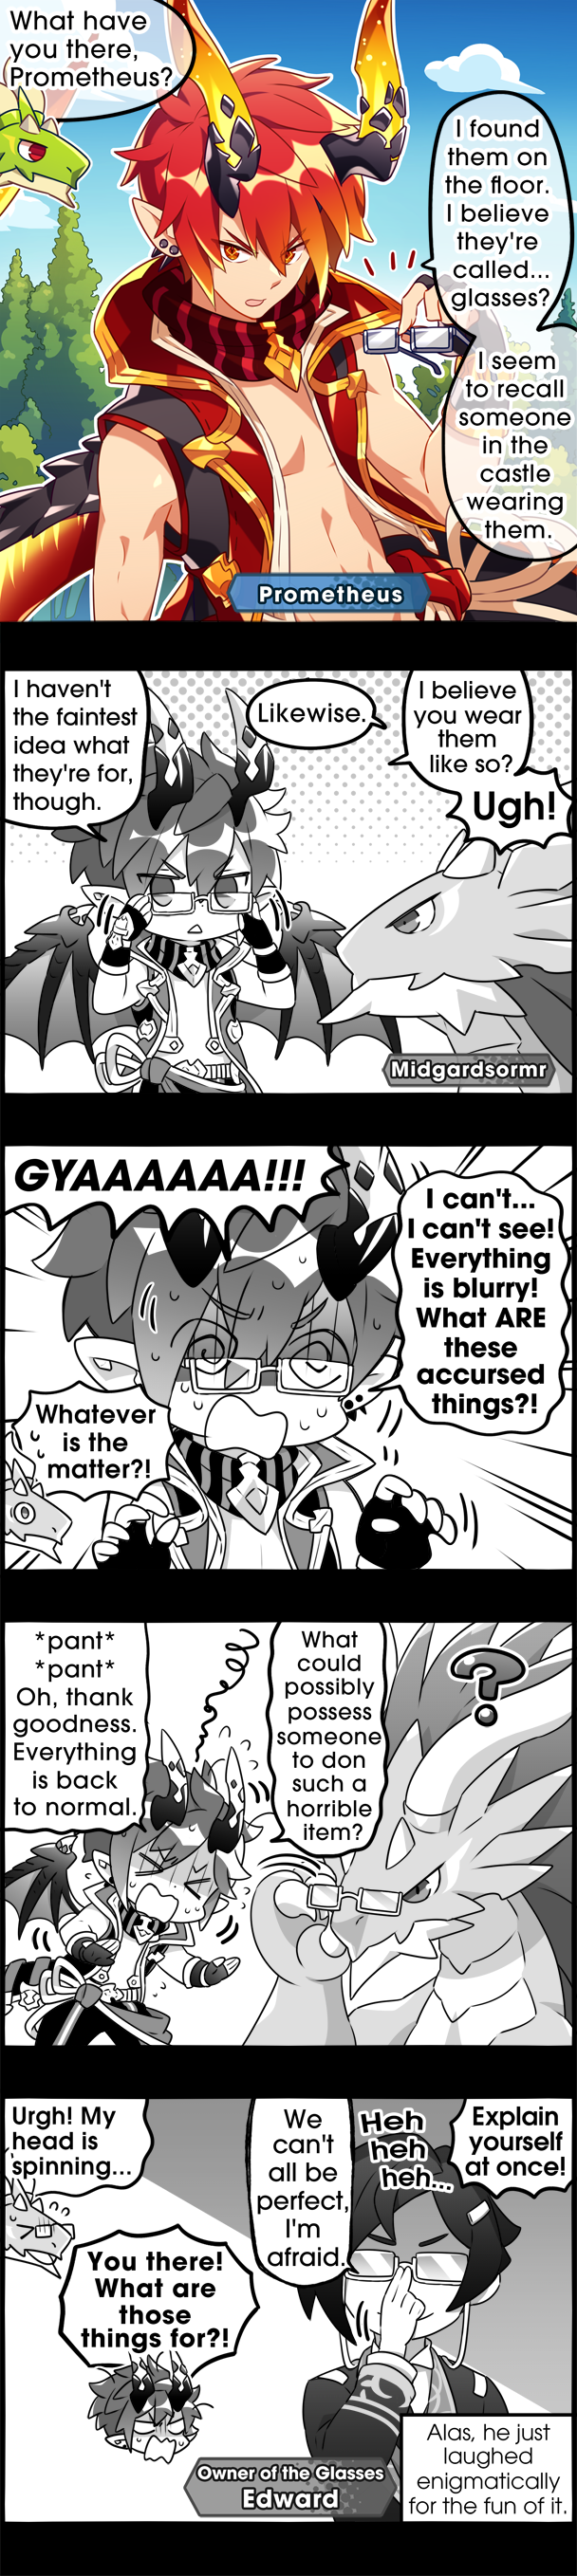 What have
you there,
Prometheus?
I found
them on
the floor.
I believe
they're
called...
glasses?
I seem
to recall
someone
in the
castle
wearing
them.
Prometheus
I haven't
the faintest
idea what
they're for,
though.
Likewise.
I believe
you wear
them
like so?
Ugh!
Midgardsormr
GYAAAAAA!!!
I can't...
I can't see!
Everything
is blurry!
What ARE
these
accursed
things?!
Whatever
is the
matter?!
*pant*
*pant*
Oh, thank
goodness.
Everything
is back
to normal.
What
could
possibly
possess
someone
to don
such a
horrible
item?
?
Urgh! My
head is
spinning...
You there!
What are
those
things for?!
We
can't
all be
perfect,
I'm
afraid.
Heh
heh
heh...
Explain
yourself
at once!
Owner of the Glasses
Edward
Alas, he just
laughed
enigmatically
for the fun of it.